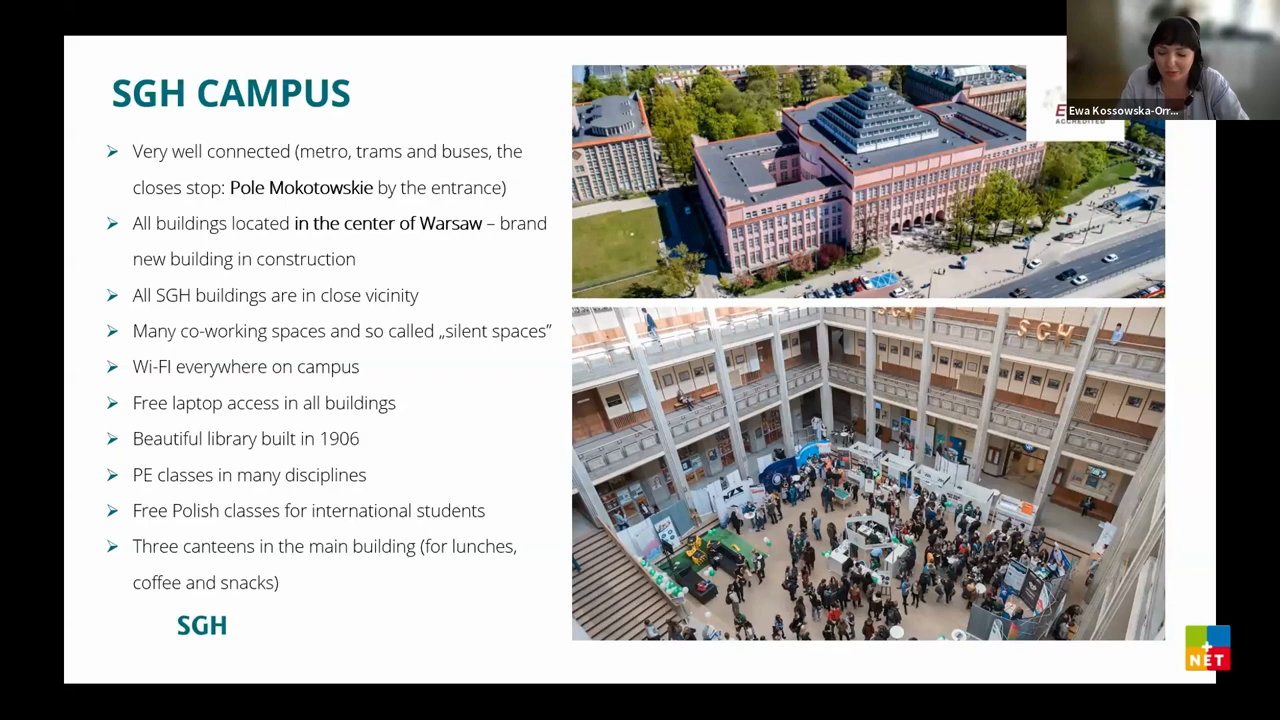 SGH CAMPUS
Very well connected (metro, trams and buses, the
closes stop: Pole Mokotowskie by the entrance)
All buildings located in the center of Warsaw – brand
new building in construction
All SGH buildings are in close vicinity
Many co-working spaces and so called „silent spaces”
Wi-FI everywhere on campus
Free laptop access in all buildings
Beautiful library built in 1906
PE classes in many disciplines
Free Polish classes for international students
Three canteens in the main building (for lunches,
coffee and snacks)
SGH
Ewa Kossowska-Orr...
ACCREDITED
SGH
NZS
+
NET